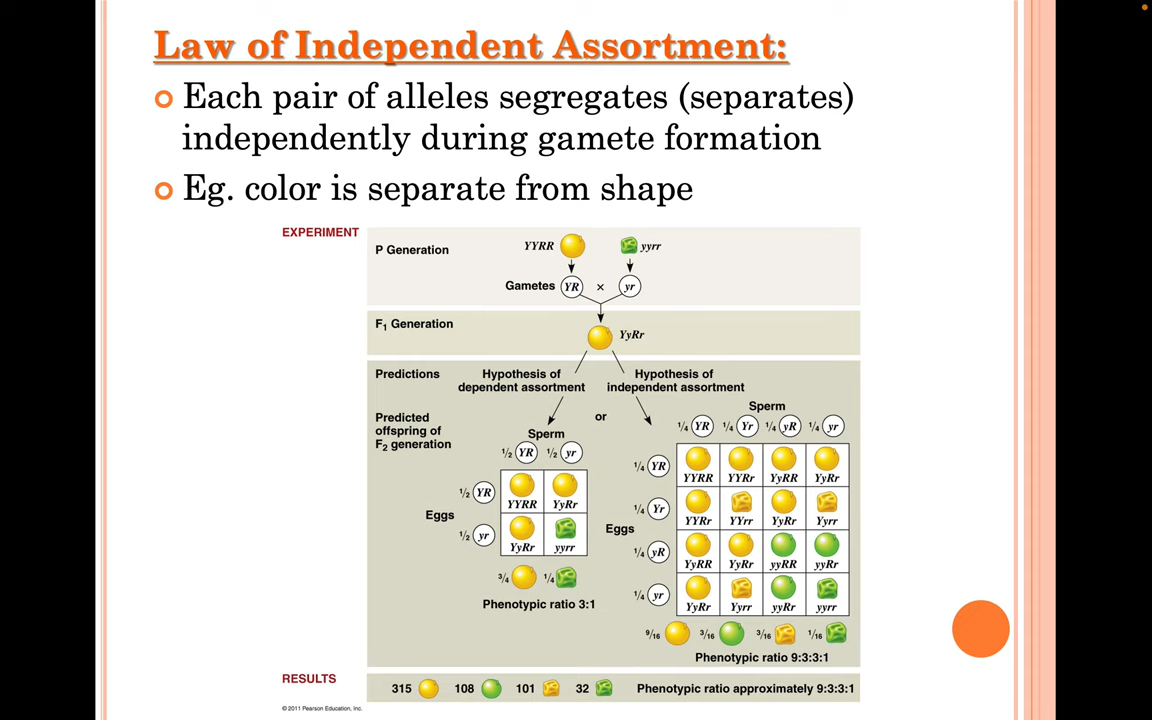 Law of Independent Assortment:
Each pair of alleles segregates (separates)
independently during gamete formation
Eg. color is separate from shape
EXPERIMENT
P Generation
YYRR
yyrr
Gametes
YR
×
yr
F1 Generation
YyRr
Predictions
Hypothesis of
dependent assortment
Hypothesis of
independent assortment
Predicted
offspring of
F2 generation
or
Sperm
1/2 YR 1/2 yr
Eggs
1/2 YR
YYRR YyRr
1/2 yr
YyRr yyrr
3/4 1/4
Phenotypic ratio 3:1
Sperm
1/4 YR 1/4 Yr 1/4 yR 1/4 yr
Eggs
1/4 YR
YYRR YYRr YyRR YyRr
1/4 Yr
YYRr YYrr YyRr Yyrr
1/4 yR
YyRR YyRr yyRR yyRr
1/4 yr
YyRr Yyrr yyRr yyrr
9/16 3/16 3/16 1/16
Phenotypic ratio 9:3:3:1
RESULTS
315 108 101 32 Phenotypic ratio approximately 9:3:3:1
© 2011 Pearson Education, Inc.